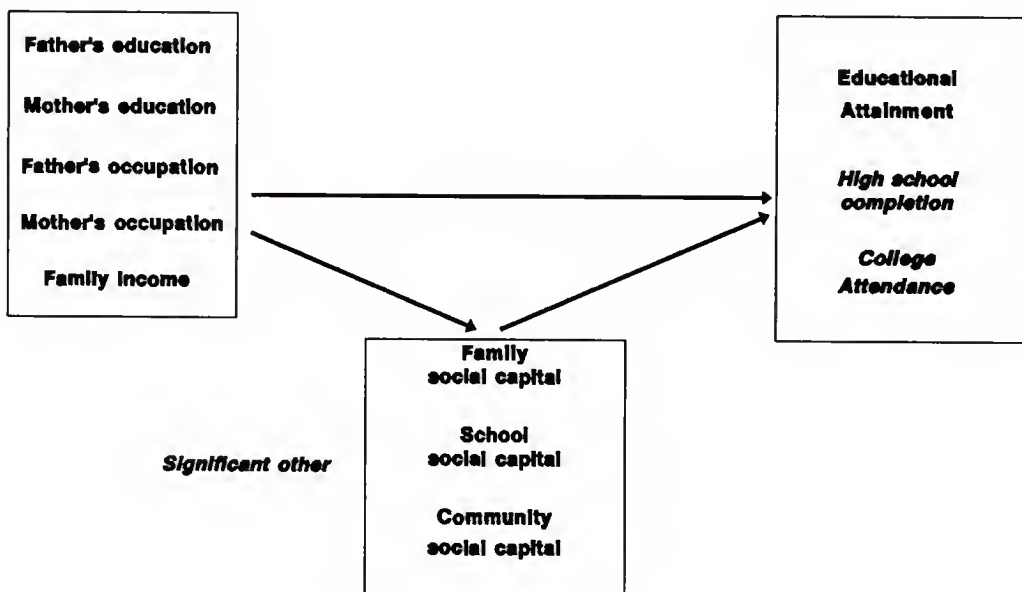 Father's education
Mother's education
Father's occupation
Mother's occupation
Family income
Educational
Attainment
High school
completion
College
Attendance
Family
social capital
School
social capital
Significant other
Community
social capital